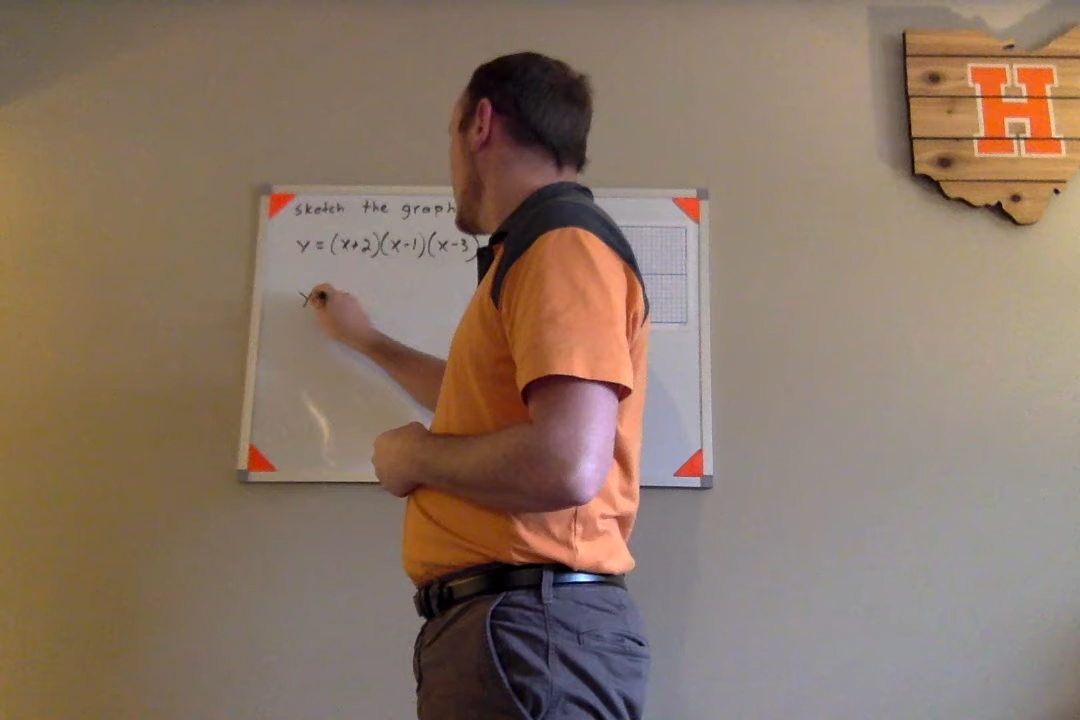 sketch the graph
y = (x+2)(x-1)(x-3)
x
H